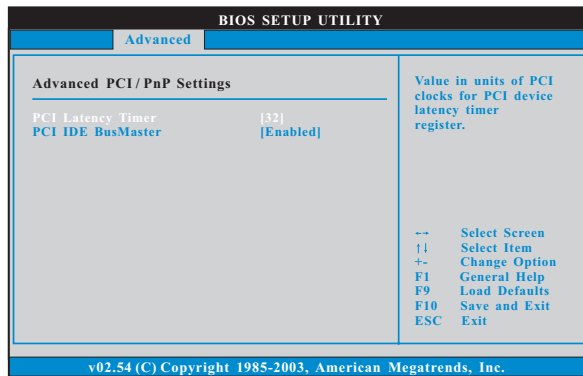 BIOS SETUP UTILITY
Advanced
Advanced PCI / PnP Settings
PCI Latency Timer [32]
PCI IDE BusMaster [Enabled]
Value in units of PCI
clocks for PCI device
latency timer
register.
←→ Select Screen
↑↓ Select Item
+- Change Option
F1 General Help
F9 Load Defaults
F10 Save and Exit
ESC Exit
v02.54 (C) Copyright 1985-2003, American Megatrends, Inc.